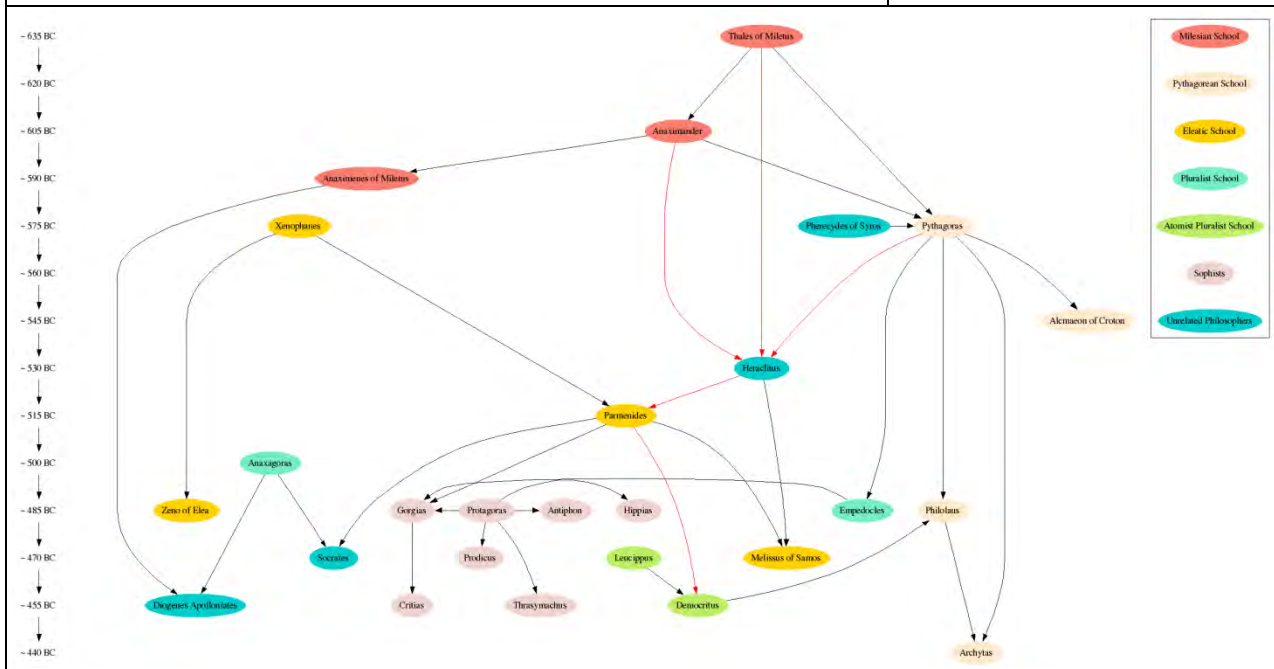 ~ 635 BC
Thales of Miletus
Milesian School
~ 620 BC
Pythagorean School
~ 605 BC
Anaximander
Eleatic School
~ 590 BC
Anaximenes of Miletus
Pluralist School
~ 575 BC
Xenophanes
Pherecydes of Syros
Pythagoras
Atomist Pluralist School
~ 560 BC
Sophists
~ 545 BC
Alcmaeon of Croton
Unrelated Philosophers
~ 530 BC
Heraclitus
~ 515 BC
Parmenides
~ 500 BC
Anaxagoras
~ 485 BC
Zeno of Elea
Gorgias
Protagoras
Antiphon
Hippias
Empedocles
Philolaus
~ 470 BC
Socrates
Prodicus
Leucippus
Melissus of Samos
~ 455 BC
Diogenes Apolloniates
Critias
Thrasymachus
Democritus
~ 440 BC
Archytas